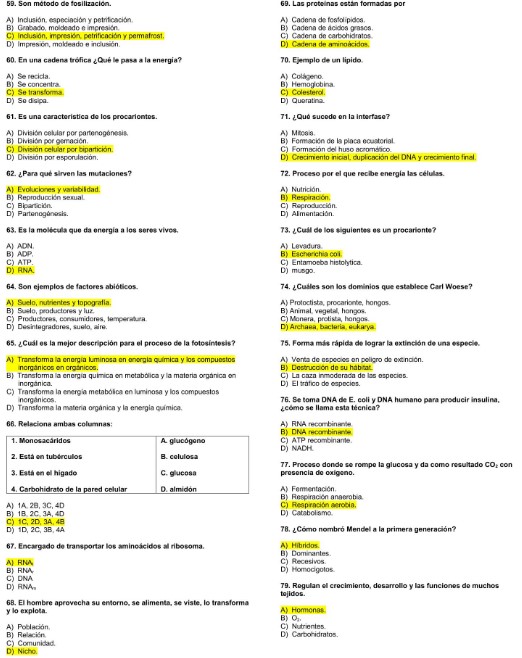 59. Son método de fosilización.
A) Inclusión, especiación y petrificación.
B) Grabado, moldeado e impresión.
C) Inclusión, impresión, petrificación y permafrost.
D) Impresión, moldeado e inclusión.
60. En una cadena trófica ¿Qué le pasa a la energía?
A) Se recicla.
B) Se concentra.
C) Se transforma.
D) Se disipa.
61. Es una característica de los procariontes.
A) División celular por partenogénesis.
B) División por gemación.
C) División celular por bipartición.
D) División por esporulación.
62. ¿Para qué sirven las mutaciones?
A) Evoluciones y variabilidad.
B) Reproducción sexual.
C) Bipartición.
D) Partenogénesis.
63. Es la molécula que da energía a los seres vivos.
A) ADN.
B) ADP.
C) ATP.
D) RNA.
64. Son ejemplos de factores abióticos.
A) Suelo, nutrientes y topografía.
B) Suelo, productores y luz.
C) Productores, consumidores, temperatura.
D) Desintegradores, suelo, aire.
65. ¿Cuál es la mejor descripción para el proceso de la fotosíntesis?
A) Transforma la energía luminosa en energía química y los compuestos
inorgánicos en orgánicos.
B) Transforma la energía química en metabólica y la materia orgánica en
inorgánica.
C) Transforma la energía metabólica en luminosa y los compuestos
inorgánicos.
D) Transforma la materia orgánica y la energía química.
66. Relaciona ambas columnas:
1. Monosacáridos A. glucógeno
2. Está en tubérculos B. celulosa
3. Está en el hígado C. glucosa
4. Carbohidrato de la pared celular D. almidón
A) 1A, 2B, 3C, 4D
B) 1B, 2C, 3A, 4D
C) 1C, 2D, 3A, 4B
D) 1D, 2C, 3B, 4A
67. Encargado de transportar los aminoácidos al ribosoma.
A) RNA
B) RNA
C) DNA
D) RNA
68. El hombre aprovecha su entorno, se alimenta, se viste, lo transforma
y lo explota.
A) Población.
B) Relación.
C) Comunidad.
D) Nicho.
69. Las proteínas están formadas por
A) Cadena de fosfolípidos.
B) Cadena de ácidos grasos.
C) Cadena de carbohidratos.
D) Cadena de aminoácidos.
70. Ejemplo de un lípido.
A) Colágeno.
B) Hemoglobina.
C) Colesterol.
D) Queratina.
71. ¿Qué sucede en la interfase?
A) Mitosis.
B) Formación de la placa ecuatorial.
C) Formación del huso acromático.
D) Crecimiento inicial, duplicación del DNA y crecimiento final.
72. Proceso por el que recibe energía las células.
A) Nutrición.
B) Respiración.
C) Reproducción.
D) Alimentación.
73. ¿Cuál de los siguientes es un procarionte?
A) Levadura.
B) Escherichia coli.
C) Entamoeba histolytica.
D) musgo.
74. ¿Cuáles son los dominios que establece Carl Woese?
A) Protoctista, procarionte, hongos.
B) Animal, vegetal, hongos.
C) Monera, protista, hongos.
D) Archaea, bacteria, eukarya.
75. Forma más rápida de lograr la extinción de una especie.
A) Venta de especies en peligro de extinción.
B) Destrucción de su hábitat.
C) La caza inmoderada de las especies.
D) El tráfico de especies.
76. Se toma DNA de E. coli y DNA humano para producir insulina,
¿cómo se llama esta técnica?
A) RNA recombinante.
B) DNA recombinante.
C) ATP recombinante.
D) NADH.
77. Proceso donde se rompe la glucosa y da como resultado CO₂ con
presencia de oxígeno.
A) Fermentación.
B) Respiración anaerobia.
C) Respiración aerobia.
D) Catabolismo.
78. ¿Cómo nombró Mendel a la primera generación?
A) Híbridos.
B) Dominantes.
C) Recesivos.
D) Homocigotos.
79. Regulan el crecimiento, desarrollo y las funciones de muchos
tejidos.
A) Hormonas.
B) O₂.
C) Nutrientes.
D) Carbohidratos.